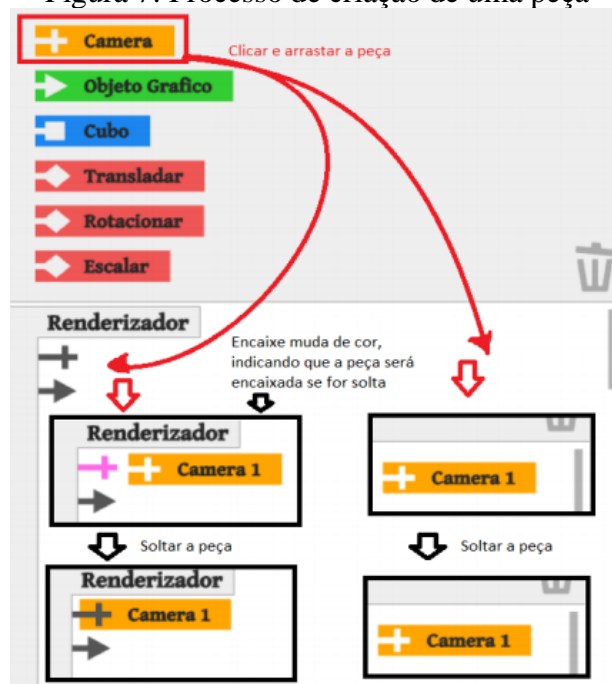 Figura 7. Processo de criação de uma peça
Camera
Clicar e arrastar a peça
Objeto Grafico
Cubo
Transladar
Rotacionar
Escalar
Renderizador
Encaixe muda de cor,
indicando que a peça será
encaixada se for solta
Renderizador
Camera 1
Camera 1
Soltar a peça
Soltar a peça
Renderizador
Camera 1
Camera 1